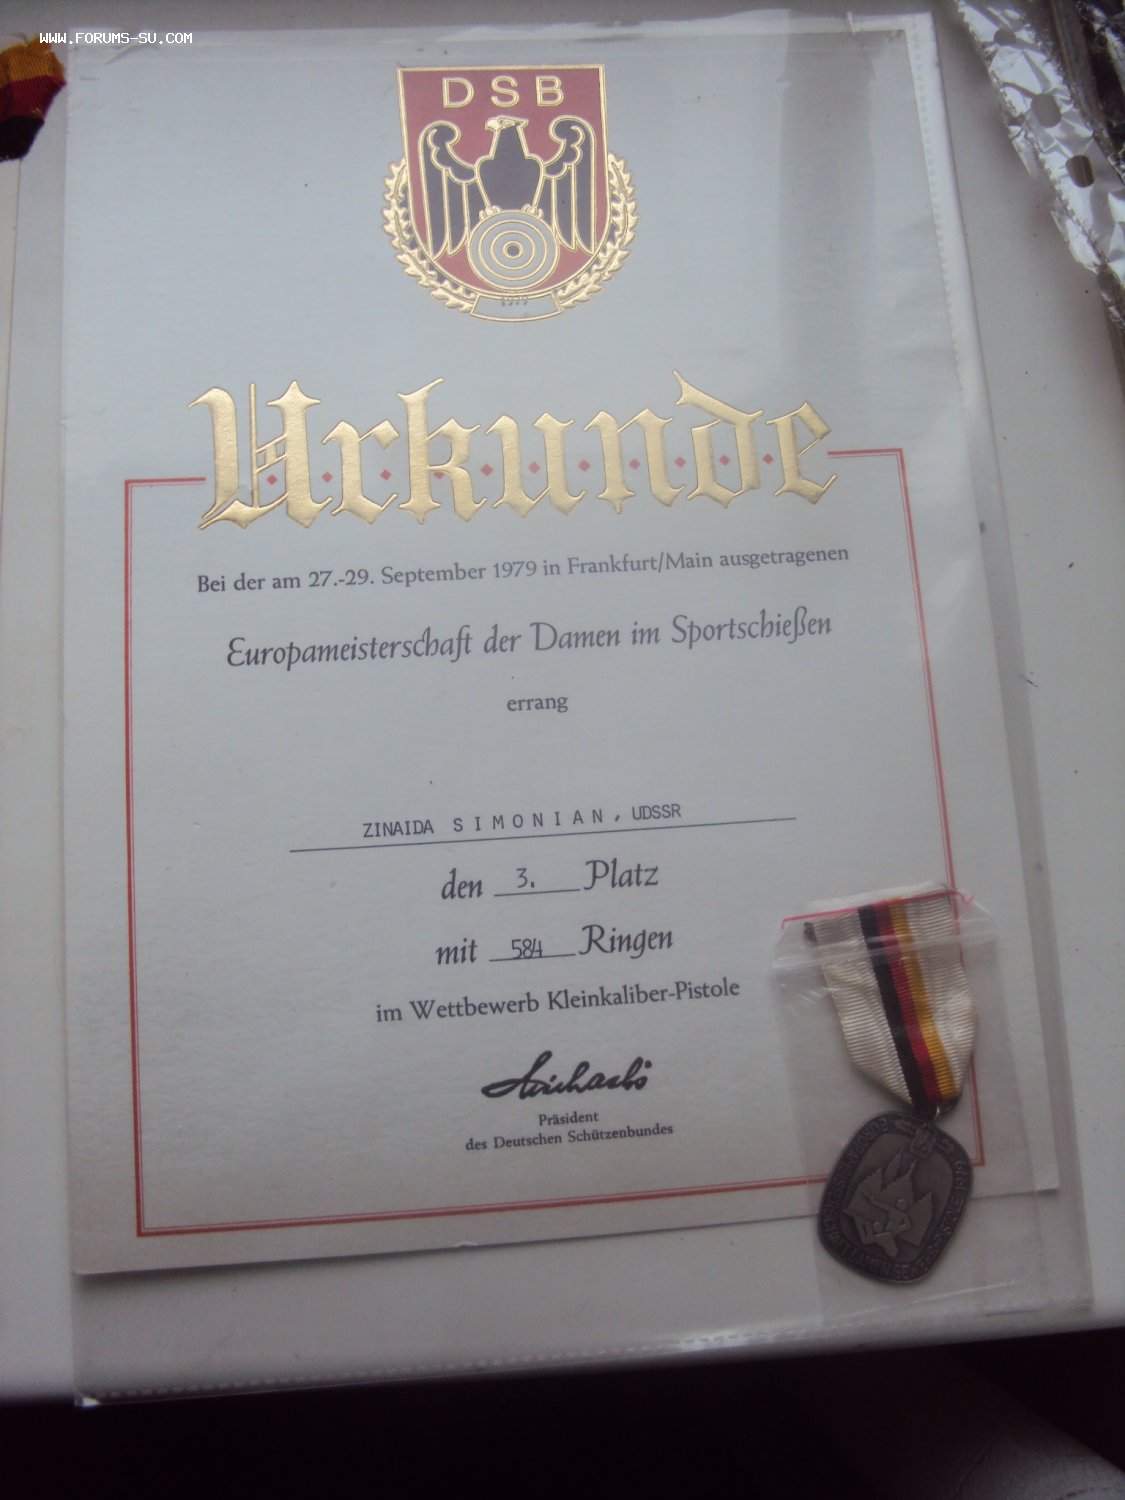 WWW.FORUMS-SU.COM
DSB
1979
Urkunde
Bei der am 27.-29. September 1979 in Frankfurt/Main ausgetragenen
Europameisterschaft der Damen im Sportschießen
errang
ZINAIDA S I M O N I A N , UDSSR
den 3. Platz
mit 584 Ringen
im Wettbewerb Kleinkaliber-Pistole
Präsident
des Deutschen Schützenbundes